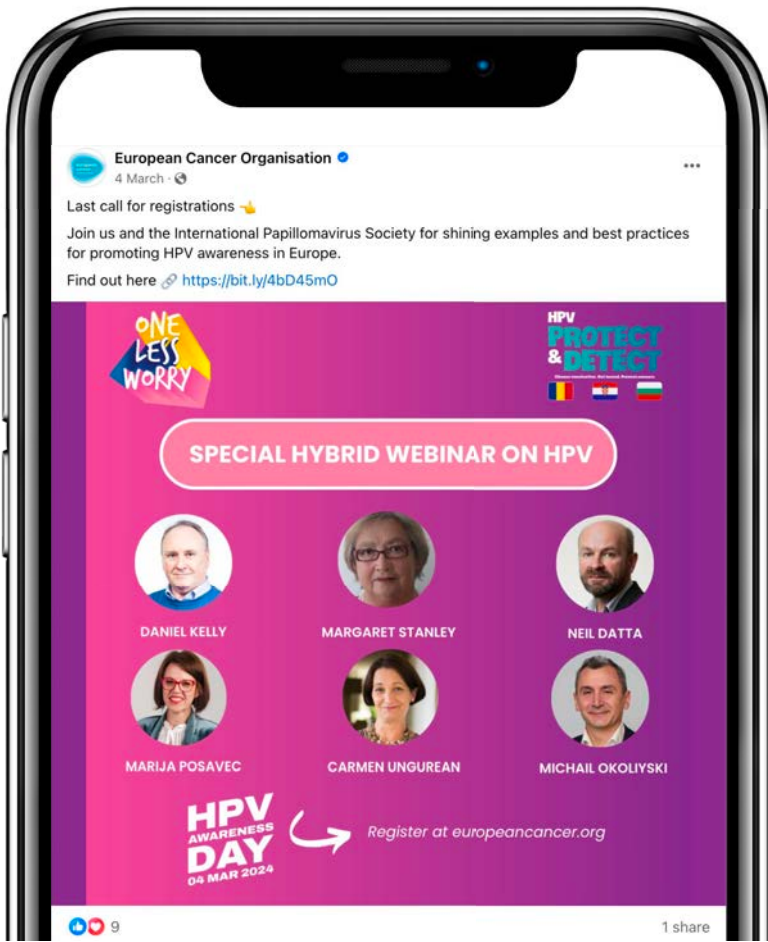 European Cancer Organisation
4 March
Last call for registrations
Join us and the International Papillomavirus Society for shining examples and best practices
for promoting HPV awareness in Europe.
Find out here 🔗 https://bit.ly/4bD45mO
ONE
LESS
WORRY
HPV
PROTECT
& DETECT
SPECIAL HYBRID WEBINAR ON HPV
DANIEL KELLY
MARGARET STANLEY
NEIL DATTA
MARIJA POSAVEC
CARMEN UNGUREAN
MICHAIL OKOLIYSKI
HPV
AWARENESS
DAY
04 MAR 2024
Register at europeancancer.org
9
1 share